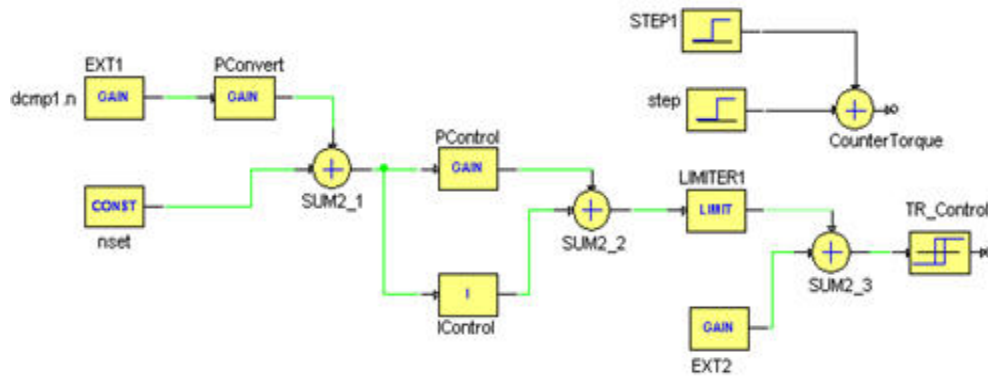 STEP1
EXT1
PConvert
dcmp1.n
GAIN
GAIN
step
CounterTorque
PControl
GAIN
LIMITER1
LIMIT
CONST
nset
SUM2_1
SUM2_2
TR_Control
SUM2_3
I
IControl
GAIN
EXT2